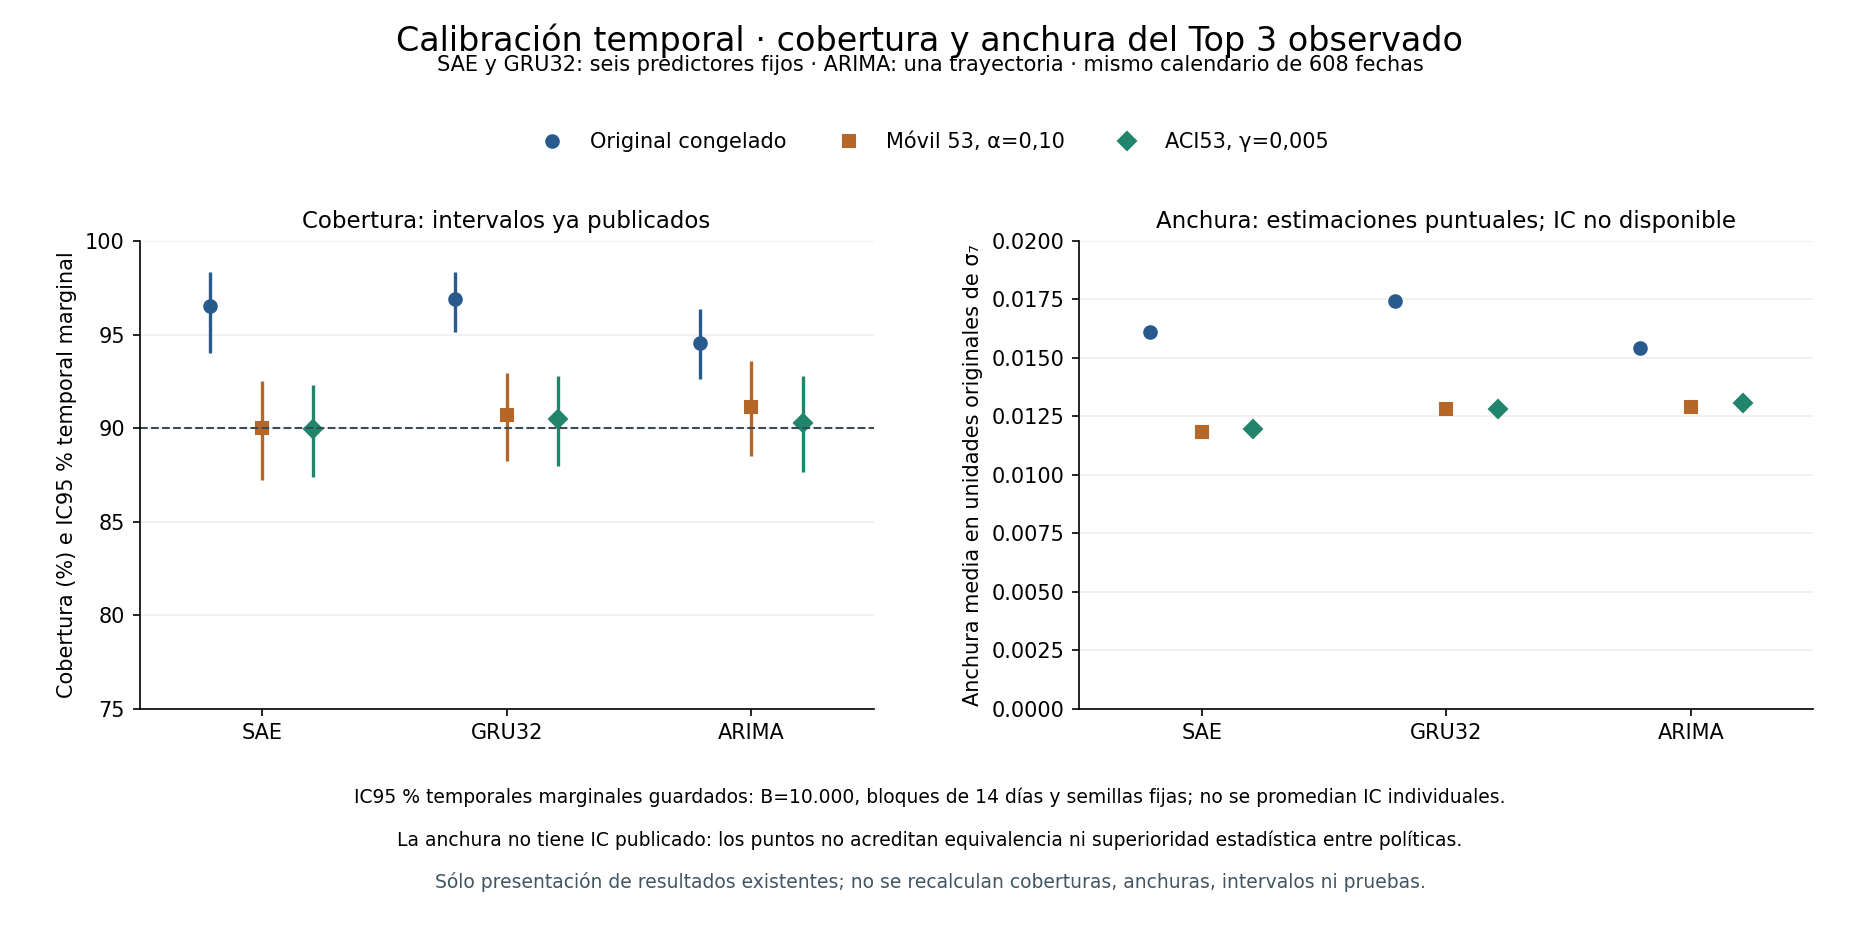 Calibración temporal · cobertura y anchura del Top 3 observado
SAE y GRU32: seis predictores fijos · ARIMA: una trayectoria · mismo calendario de 608 fechas
Original congelado
Móvil 53, α=0,10
ACI53, γ=0,005
Cobertura: intervalos ya publicados
Cobertura (%) e IC95 % temporal marginal
100
95
90
85
80
75
SAE
GRU32
ARIMA
Anchura: estimaciones puntuales; IC no disponible
Anchura media en unidades originales de σ₇
0.0200
0.0175
0.0150
0.0125
0.0100
0.0075
0.0050
0.0025
0.0000
SAE
GRU32
ARIMA
IC95 % temporales marginales guardados: B=10.000, bloques de 14 días y semillas fijas; no se promedian IC individuales.
La anchura no tiene IC publicado: los puntos no acreditan equivalencia ni superioridad estadística entre políticas.
Sólo presentación de resultados existentes; no se recalculan coberturas, anchuras, intervalos ni pruebas.